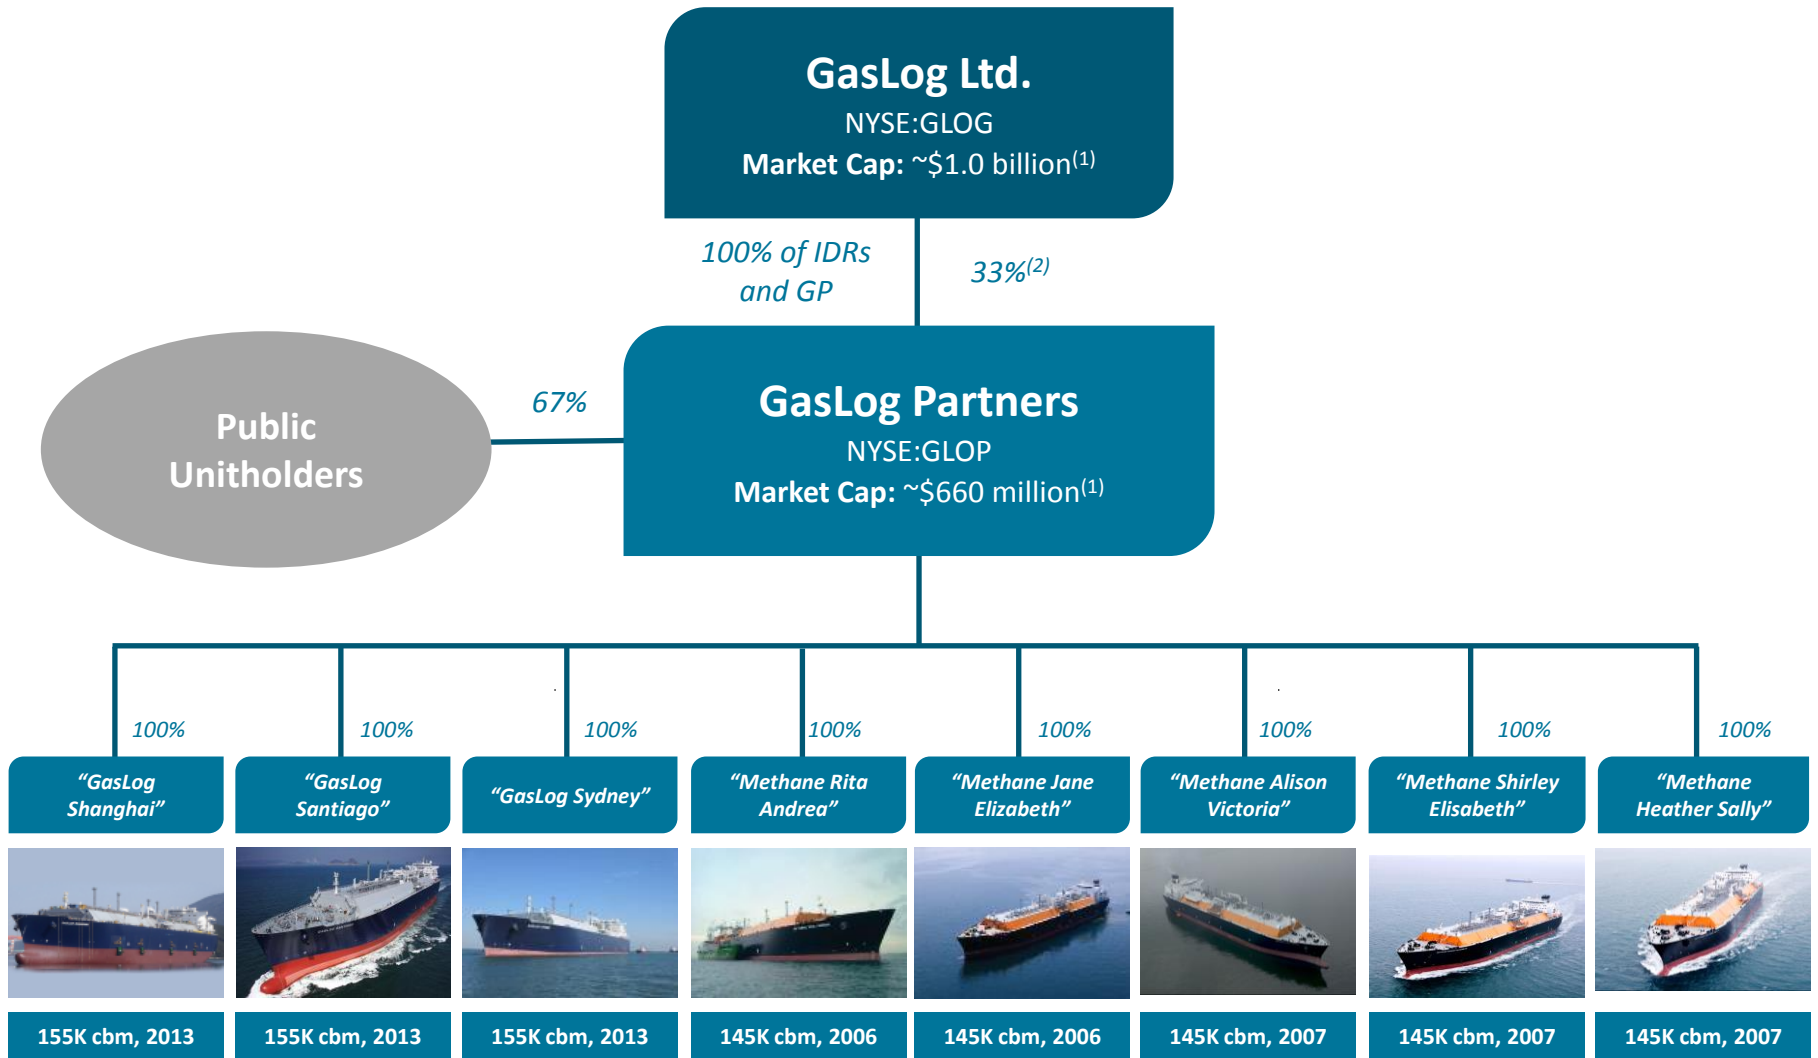 GasLog Ltd.
NYSE:GLOG
Market Cap: ~$1.0 billion(1)
100% of IDRs
and GP
33%(2)
Public
Unitholders
67%
GasLog Partners
NYSE:GLOP
Market Cap: ~$660 million(1)
100%
100%
100%
100%
100%
100%
100%
100%
“GasLog
Shanghai”
“GasLog
Santiago”
“GasLog Sydney”
“Methane Rita
Andrea”
“Methane Jane
Elizabeth”
“Methane Alison
Victoria”
“Methane Shirley
Elisabeth”
“Methane
Heather Sally”
155K cbm, 2013
155K cbm, 2013
155K cbm, 2013
145K cbm, 2006
145K cbm, 2006
145K cbm, 2007
145K cbm, 2007
145K cbm, 2007